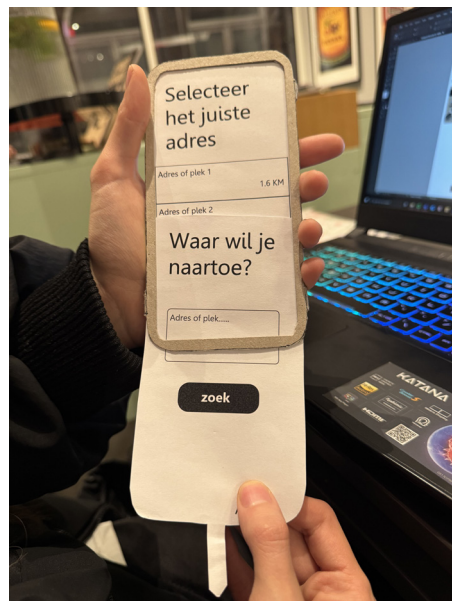 Selecteer
het juiste
adres
Adres of plek 1
1.6 KM
Adres of plek 2
Waar wil je
naartoe?
Adres of plek.....
zoek
KATANA
HDMI